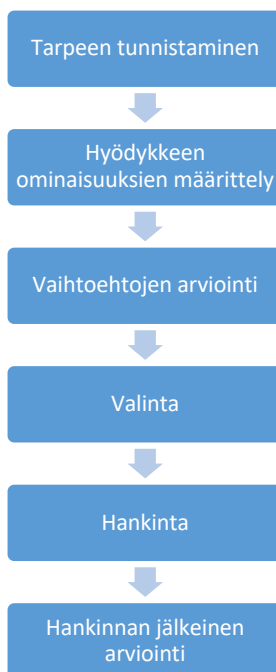 Tarpeen tunnistaminen
Hyödykkeen
ominaisuuksien määrittely
Vaihtoehtojen arviointi
Valinta
Hankinta
Hankinnan jälkeinen
arviointi